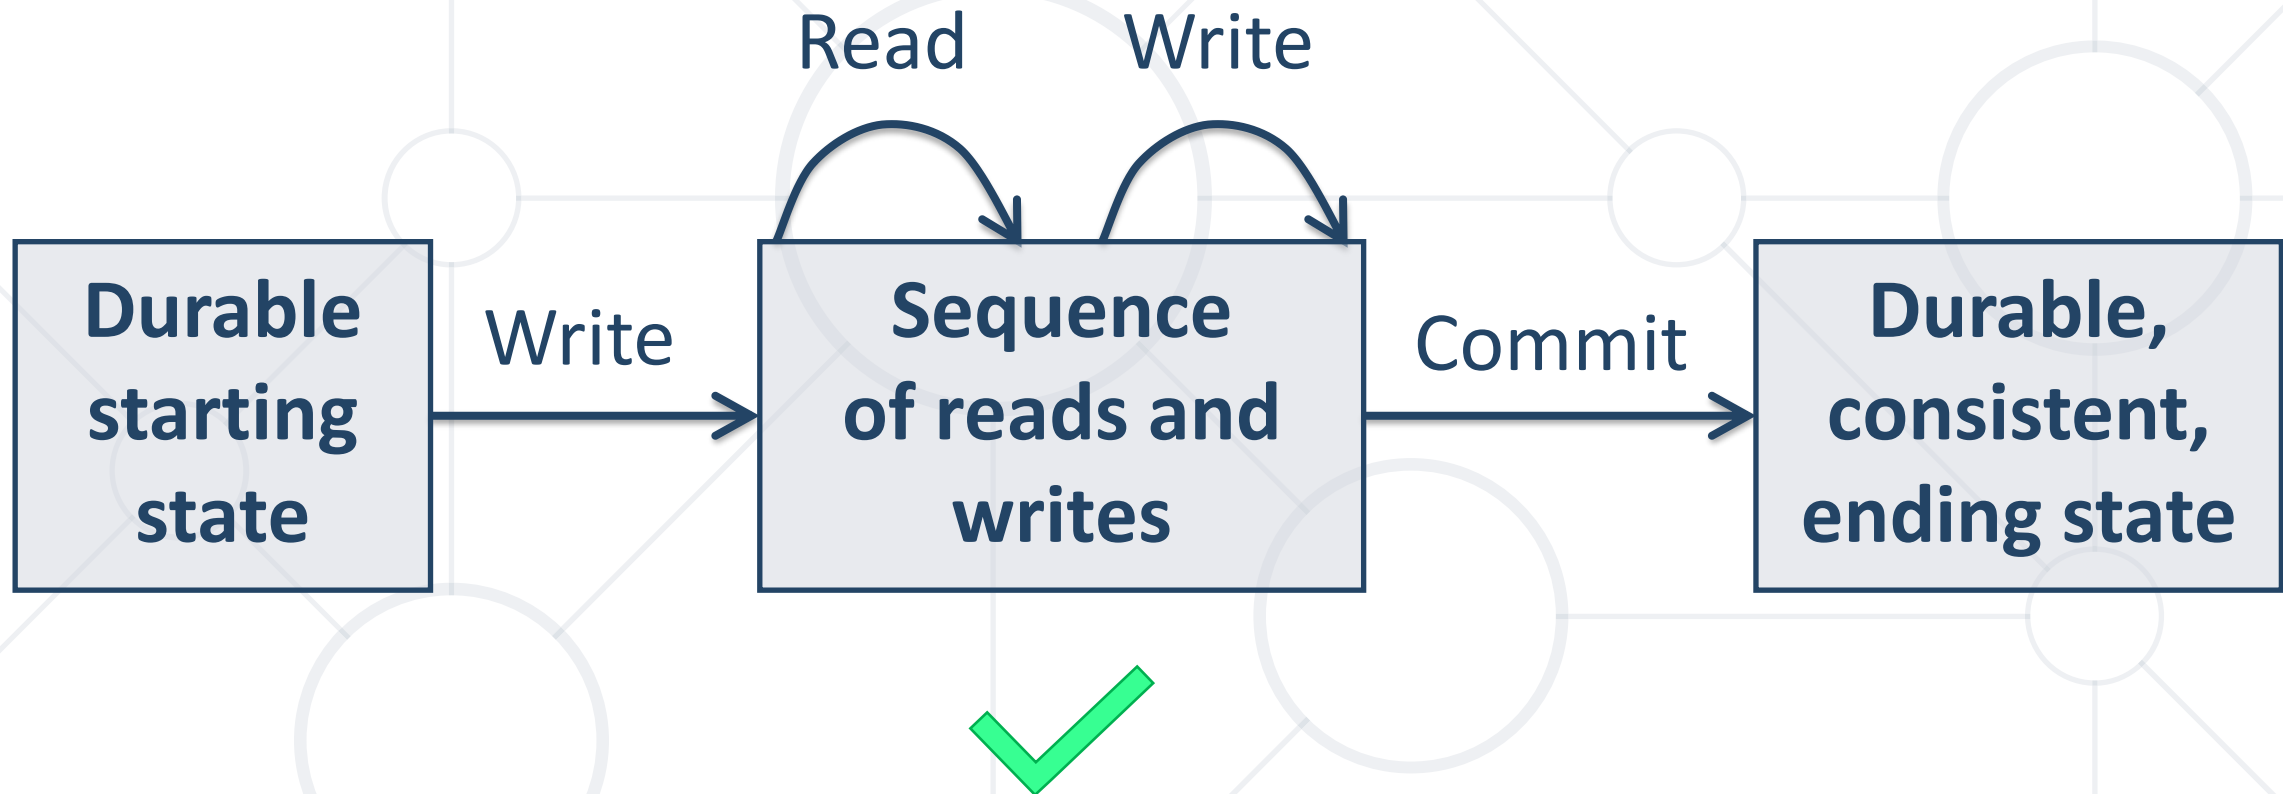 Read
Write
Durable
starting
state
Write
Sequence
of reads and
writes
Commit
Durable,
consistent,
ending state